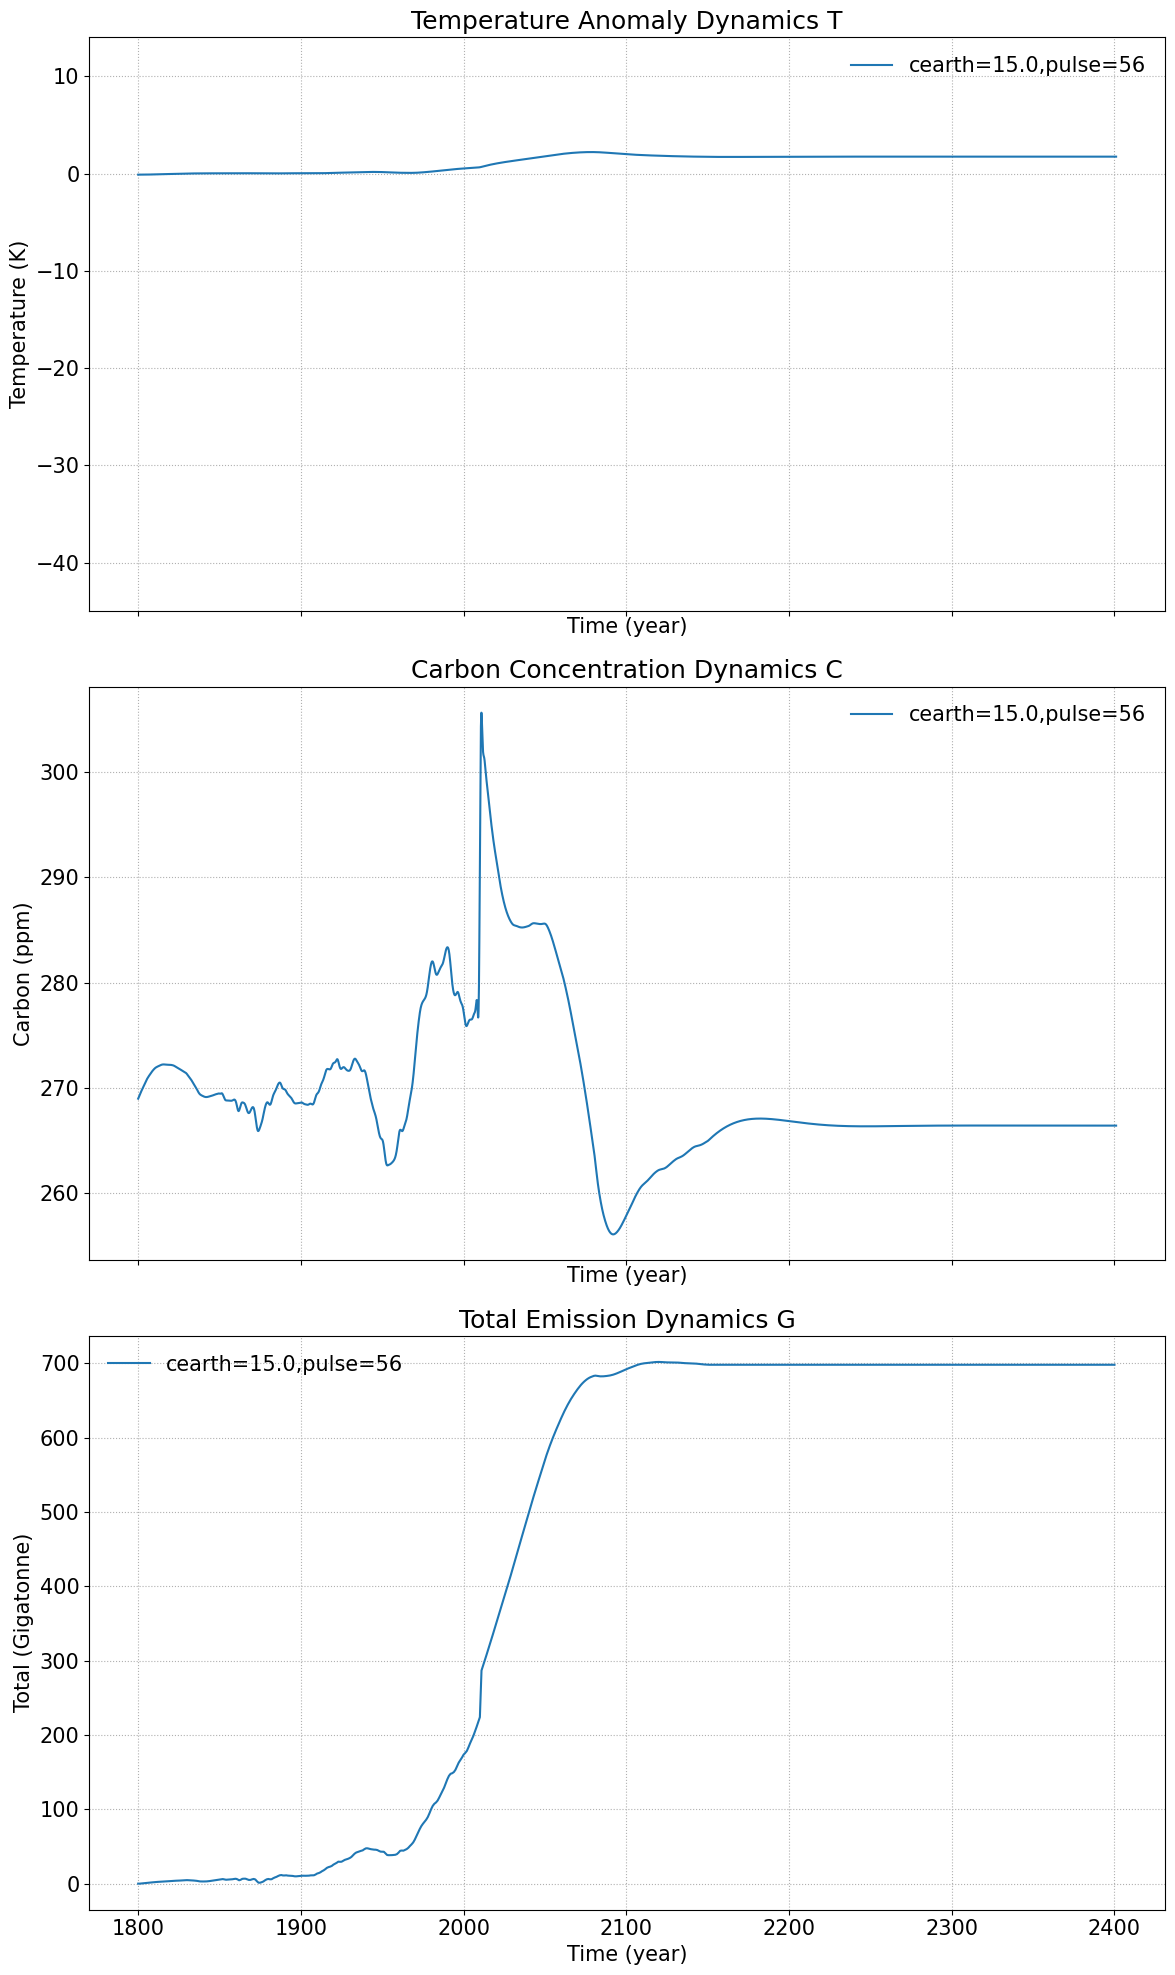 Temperature Anomaly Dynamics T
cearth=15.0,pulse=56
10
0
−10
−20
−30
−40
Temperature (K)
Time (year)
Carbon Concentration Dynamics C
cearth=15.0,pulse=56
300
290
280
270
260
Carbon (ppm)
Time (year)
Total Emission Dynamics G
cearth=15.0,pulse=56
700
600
500
400
300
200
100
0
Total (Gigatonne)
1800 1900 2000 2100 2200 2300 2400
Time (year)